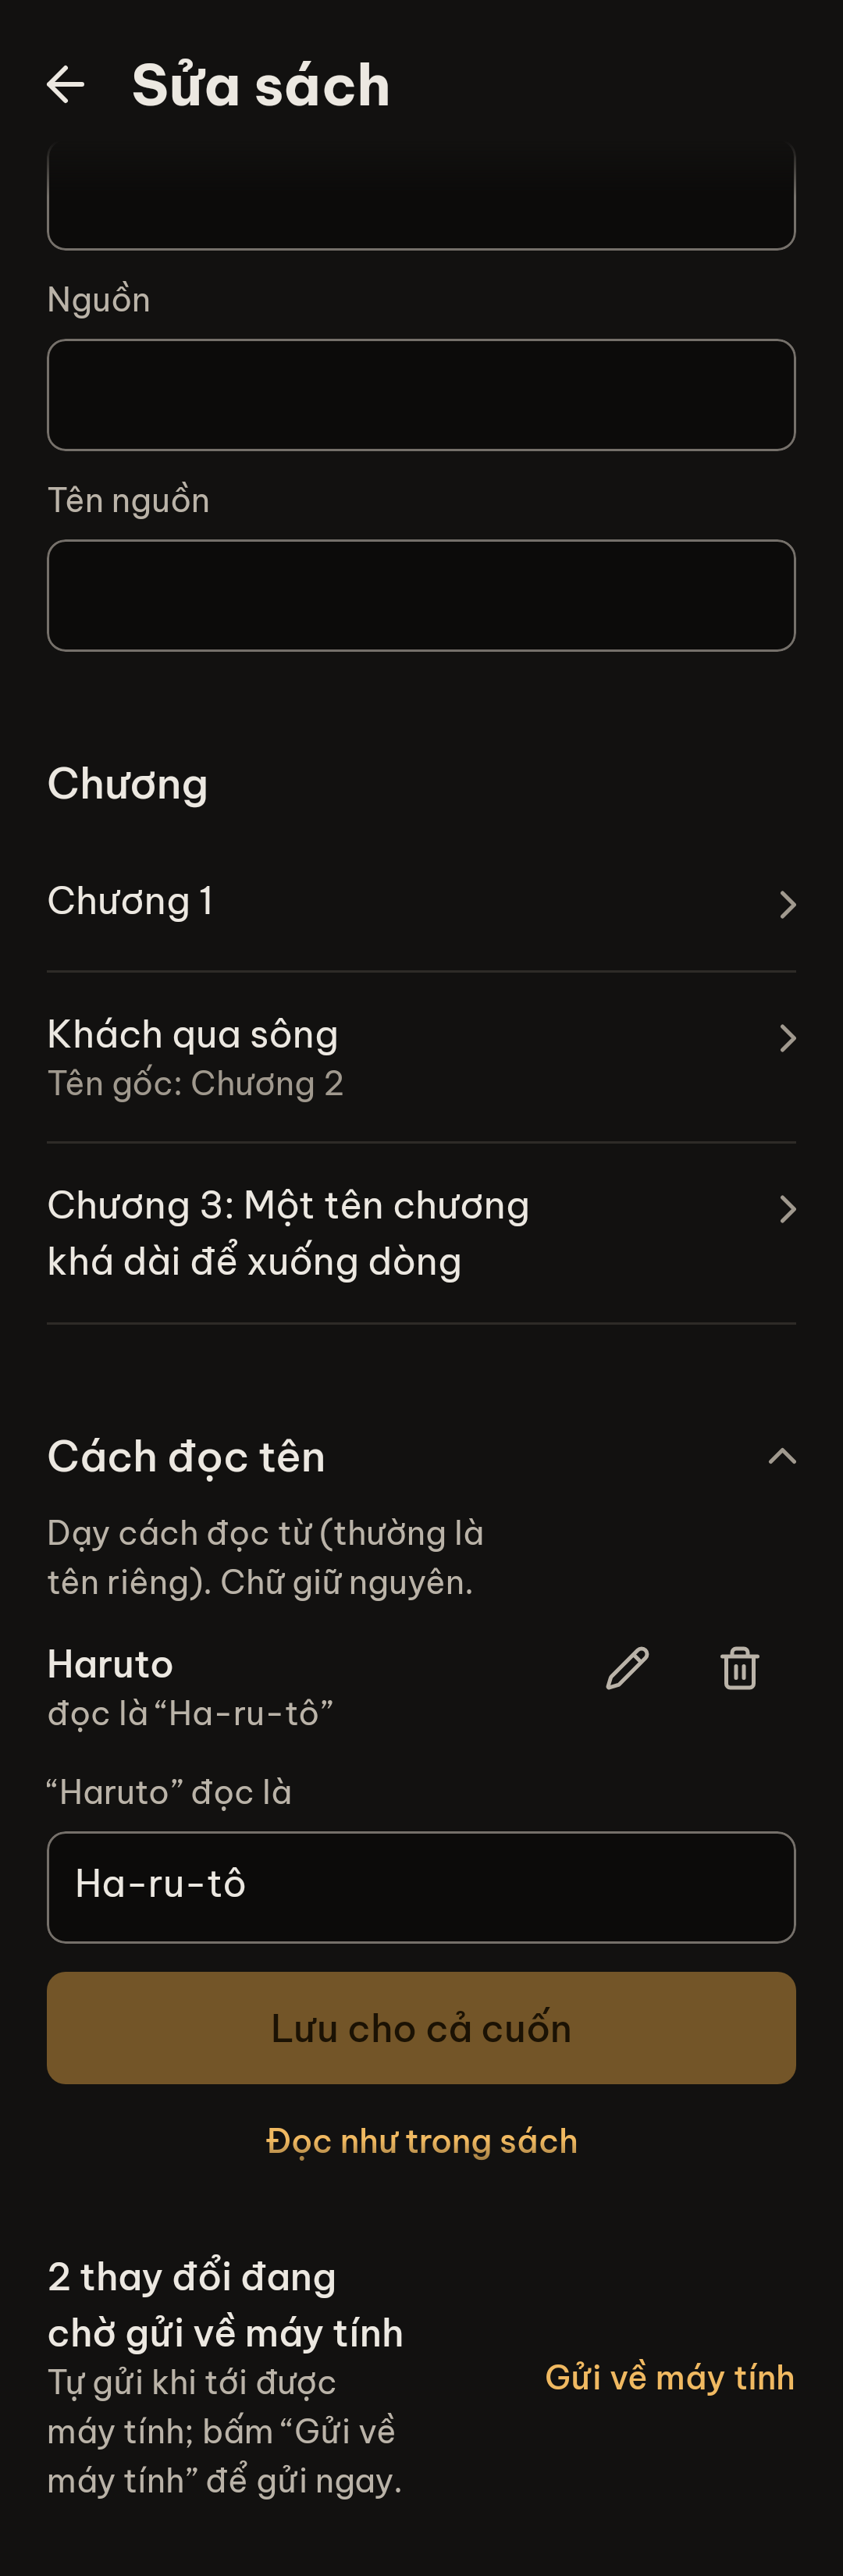 Sửa sách
Nguồn
Tên nguồn
Chương
Chương 1
Khách qua sông
Tên gốc: Chương 2
Chương 3: Một tên chương
khá dài để xuống dòng
Cách đọc tên
Dạy cách đọc từ (thường là
tên riêng). Chữ giữ nguyên.
Haruto
đọc là “Ha-ru-tô”
“Haruto” đọc là
Ha-ru-tô
Lưu cho cả cuốn
Đọc như trong sách
2 thay đổi đang
chờ gửi về máy tính
Tự gửi khi tới được
máy tính; bấm “Gửi về
máy tính” để gửi ngay.
Gửi về máy tính